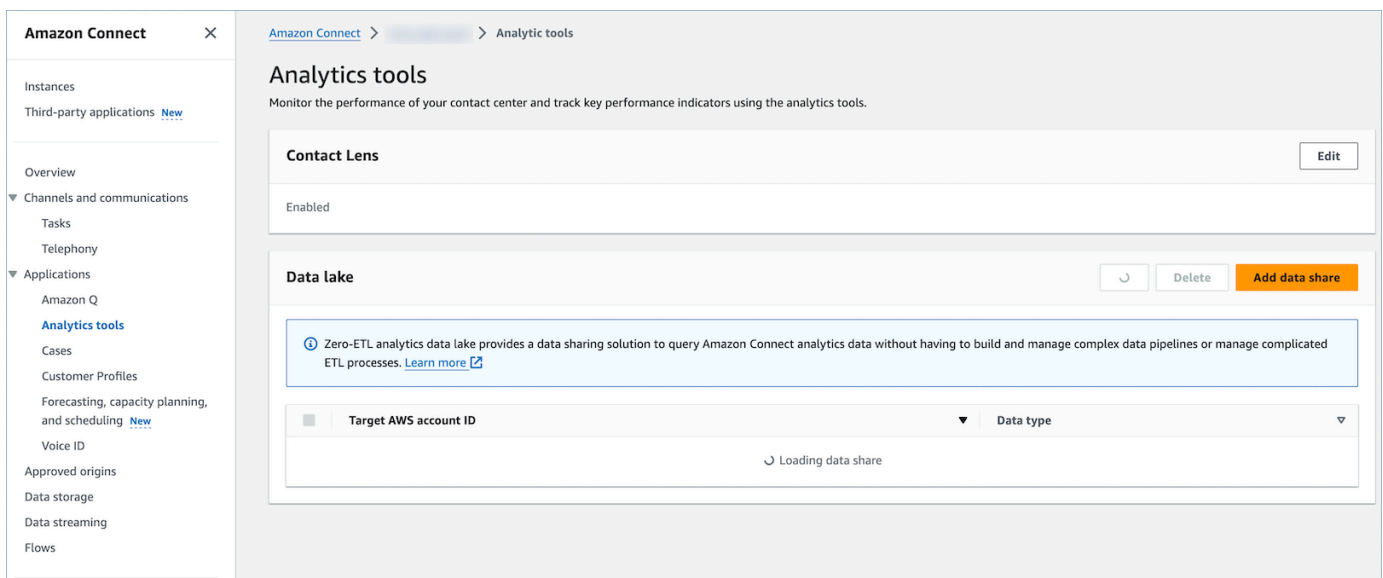 Amazon Connect
Instances
Third-party applications New
Overview
Channels and communications
Tasks
Telephony
Applications
Amazon Q
Analytics tools
Cases
Customer Profiles
Forecasting, capacity planning,
and scheduling New
Voice ID
Approved origins
Data storage
Data streaming
Flows
Amazon Connect > > Analytic tools
Analytics tools
Monitor the performance of your contact center and track key performance indicators using the analytics tools.
Contact Lens
Edit
Enabled
Data lake
Delete
Add data share
Zero-ETL analytics data lake provides a data sharing solution to query Amazon Connect analytics data without having to build and manage complex data pipelines or manage complicated
ETL processes. Learn more
Target AWS account ID
Data type
Loading data share